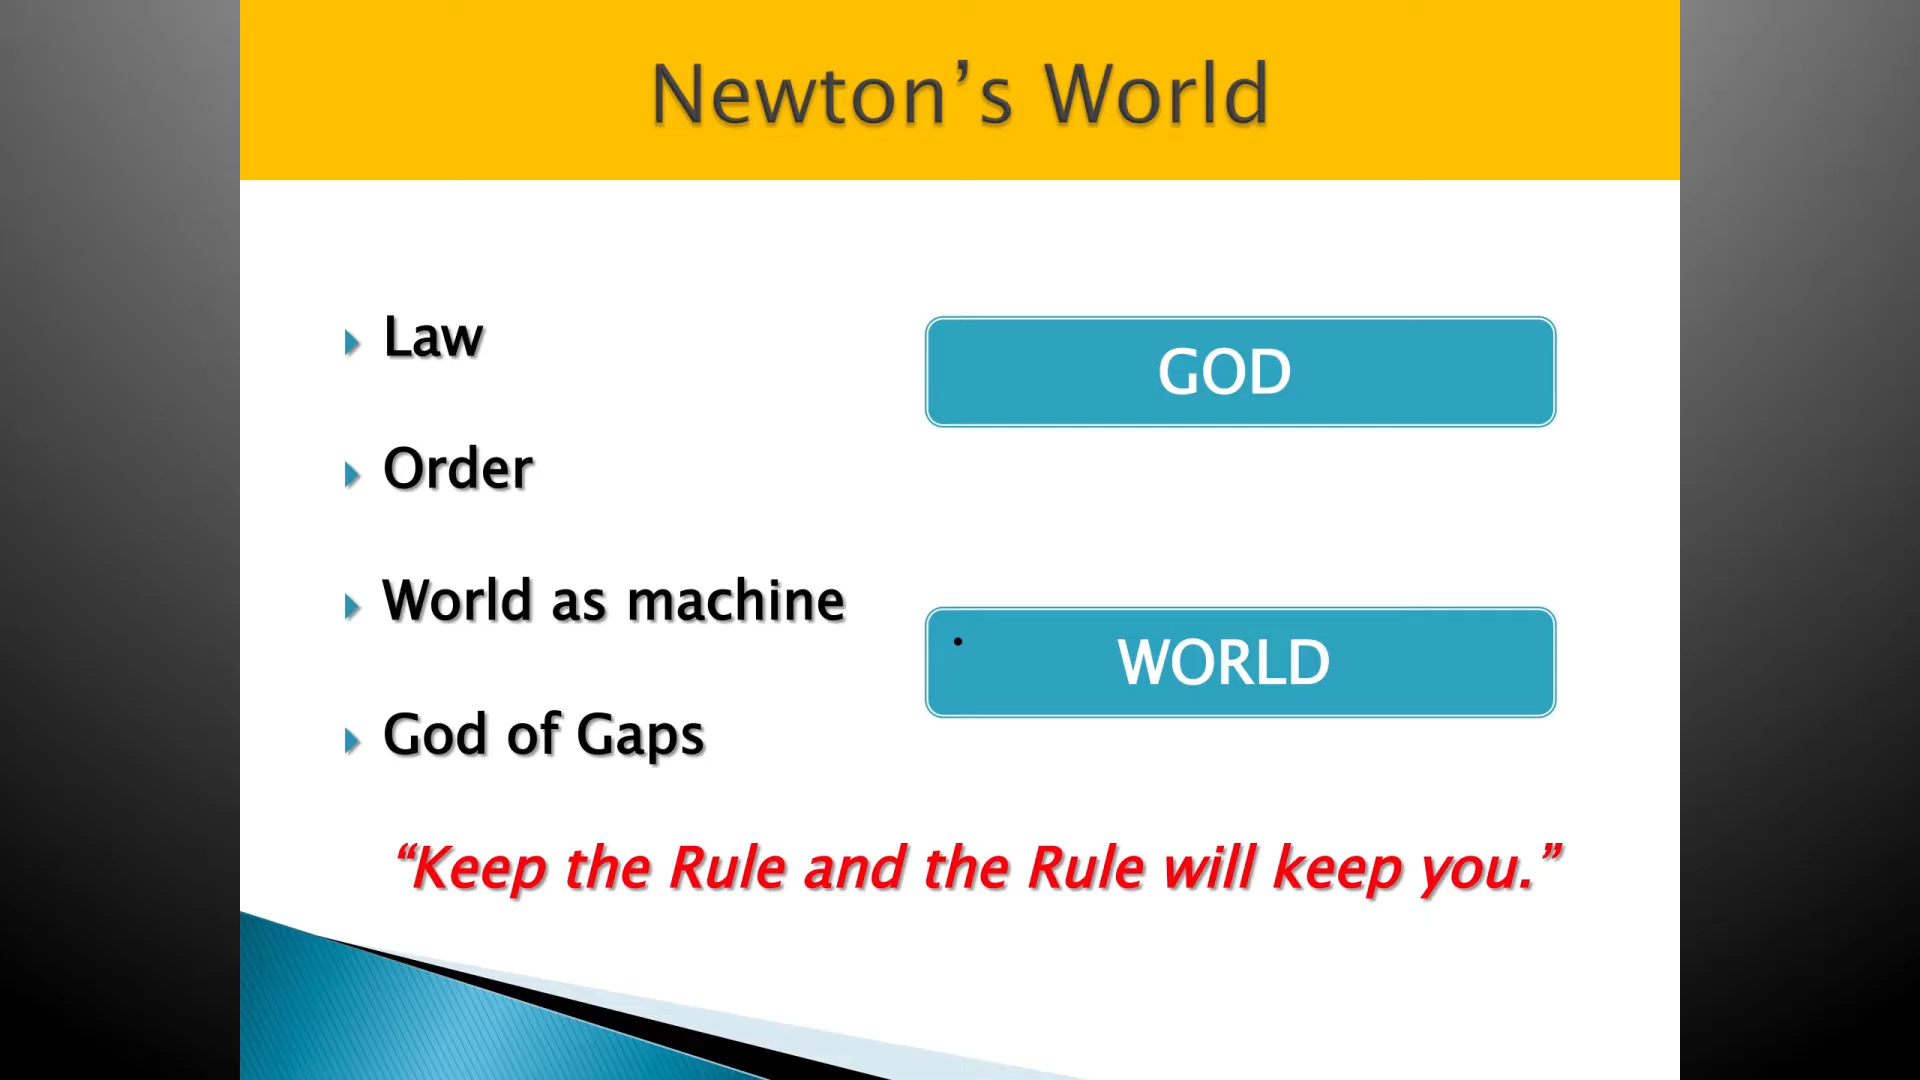 Newton’s World
Law
Order
World as machine
God of Gaps
GOD
WORLD
“Keep the Rule and the Rule will keep you.”